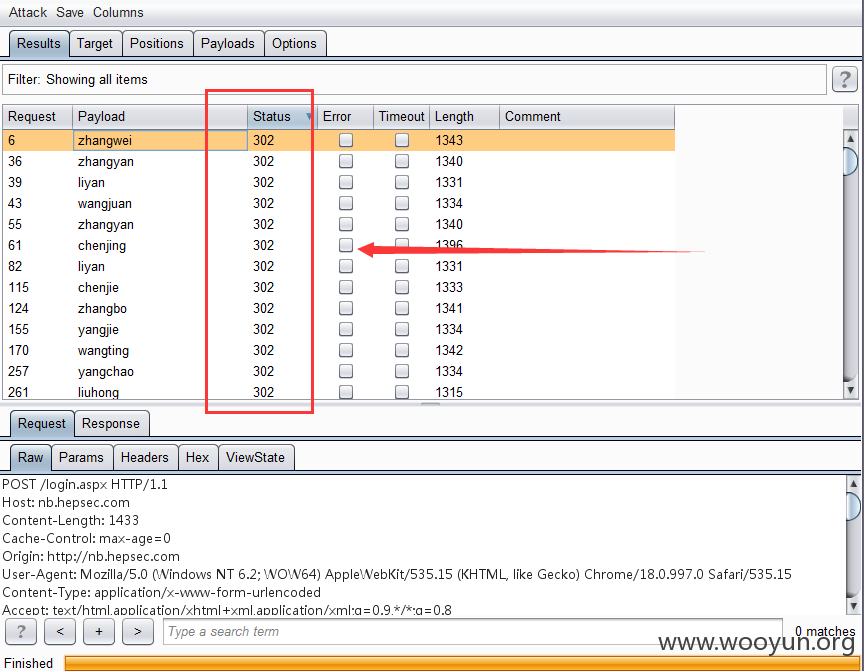 Attack Save Columns
Results Target Positions Payloads Options
Filter: Showing all items ?
Request Payload Status Error Timeout Length Comment
6 zhangwei 302 1343
36 zhangyan 302 1340
39 liyan 302 1331
43 wangjuan 302 1334
55 zhangyan 302 1340
61 chenjing 302 1396
82 liyan 302 1331
115 chenjie 302 1333
124 zhangbo 302 1341
155 yangjie 302 1334
170 wangting 302 1342
257 yangchao 302 1334
261 liuhong 302 1315
Request Response
Raw Params Headers Hex ViewState
POST /login.aspx HTTP/1.1
Host: nb.hepsec.com
Content-Length: 1433
Cache-Control: max-age=0
Origin: http://nb.hepsec.com
User-Agent: Mozilla/5.0 (Windows NT 6.2; WOW64) AppleWebKit/535.15 (KHTML, like Gecko) Chrome/18.0.997.0 Safari/535.15
Content-Type: application/x-www-form-urlencoded
Accept: text/html,application/xhtml+xml,application/xml;q=0.9,*/*;q=0.8
? < + > Type a search term 0 matches
www.wooyun.org
Finished